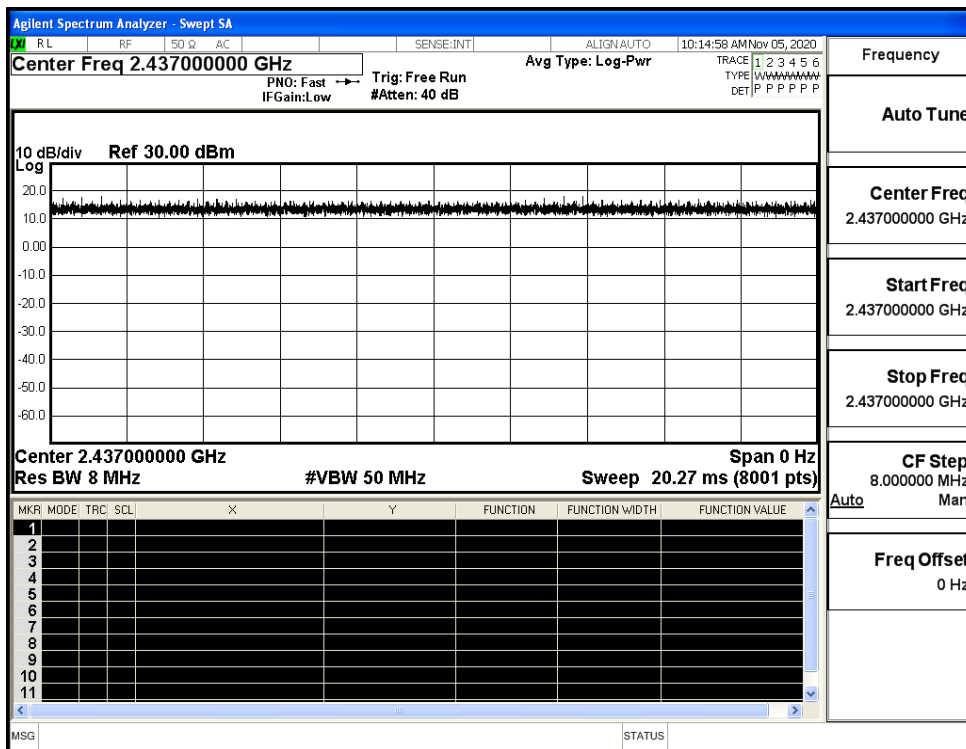 Agilent Spectrum Analyzer - Swept SA
LXI RL RF 50 Ω AC SENSE:INT ALIGN AUTO 10:14:58 AM Nov 05, 2020
Center Freq 2.437000000 GHz
PNO: Fast
IFGain:Low
Trig: Free Run
#Atten: 40 dB
Avg Type: Log-Pwr
TRACE 1 2 3 4 5 6
TYPE WWWWWW
DET P P P P P P
10 dB/div Ref 30.00 dBm
Log
20.0
10.0
0.00
-10.0
-20.0
-30.0
-40.0
-50.0
-60.0
Center 2.437000000 GHz Span 0 Hz
Res BW 8 MHz #VBW 50 MHz Sweep 20.27 ms (8001 pts)
MKR MODE TRC SCL X Y FUNCTION FUNCTION WIDTH FUNCTION VALUE
1
2
3
4
5
6
7
8
9
10
11
MSG STATUS
Frequency
Auto Tune
Center Freq
2.437000000 GHz
Start Freq
2.437000000 GHz
Stop Freq
2.437000000 GHz
CF Step
8.000000 MHz
Auto Man
Freq Offset
0 Hz